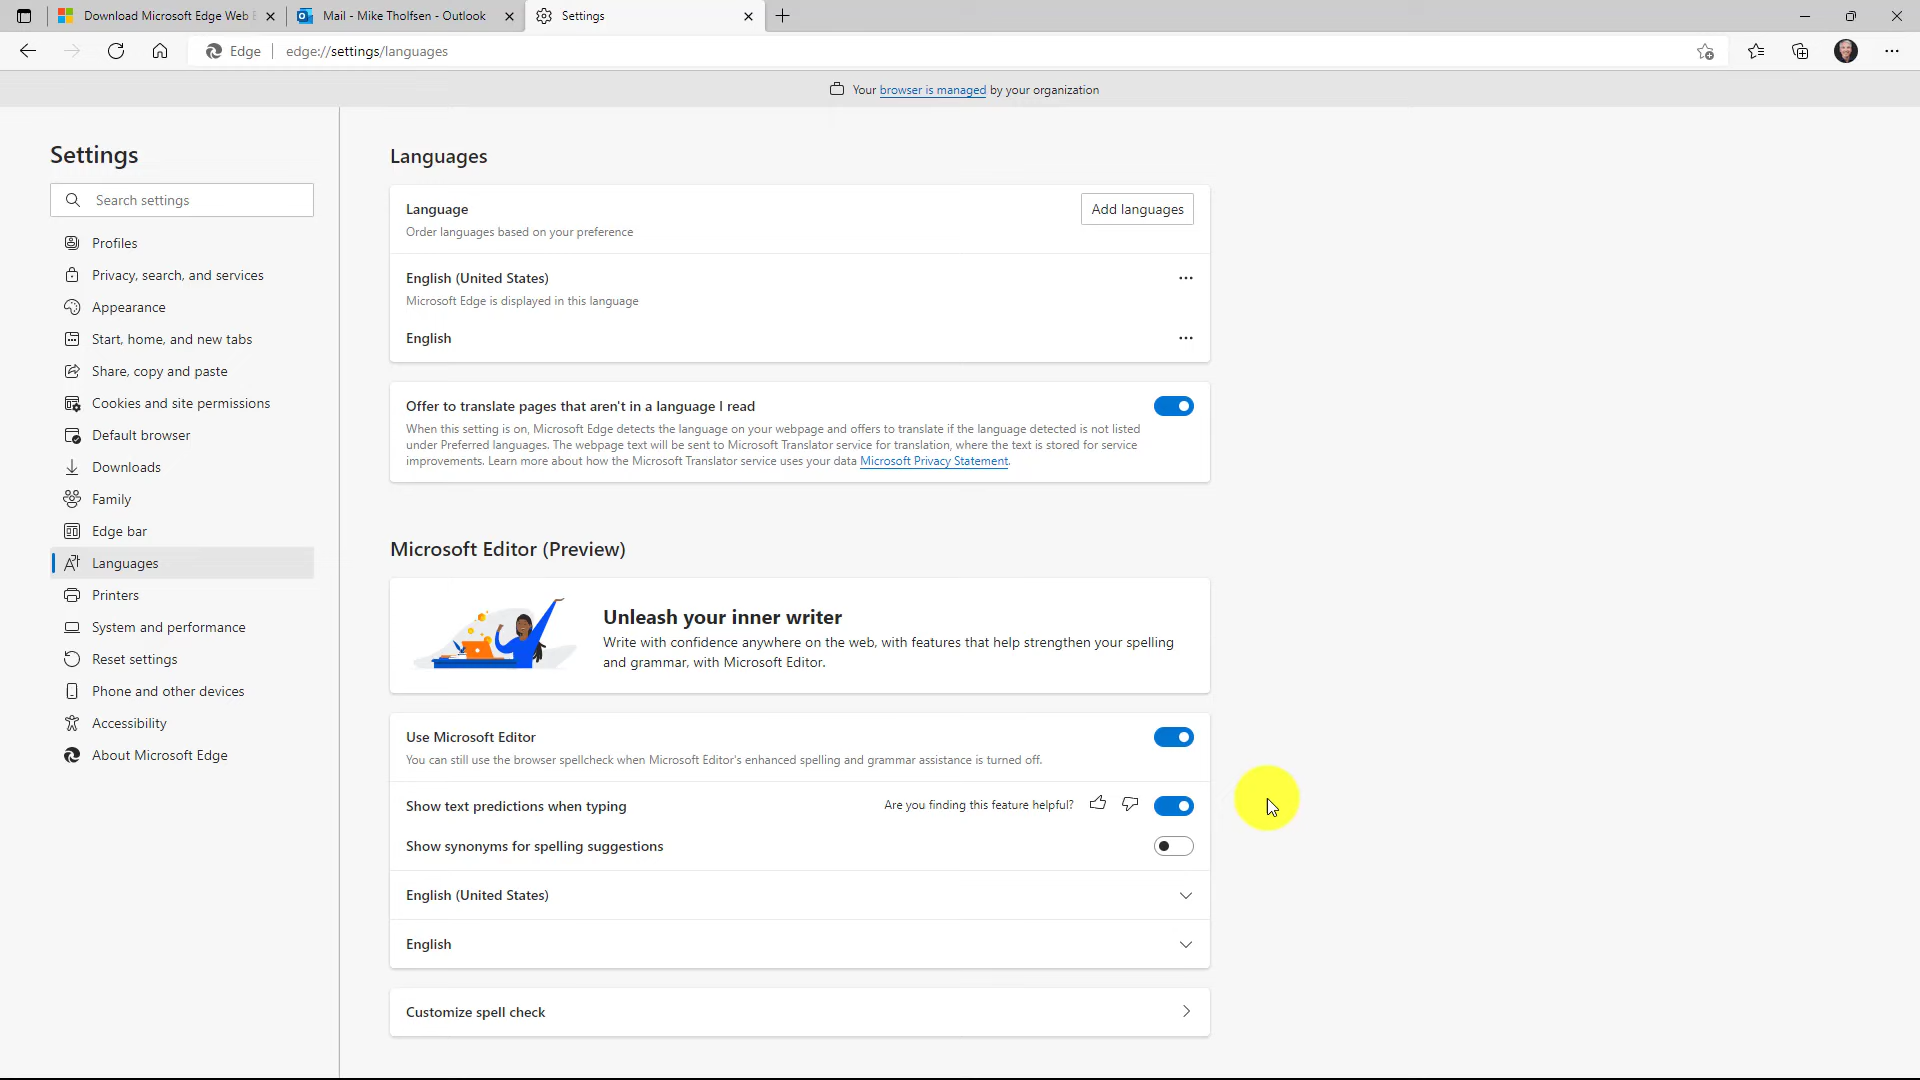 Download Microsoft Edge Web
Mail - Mike Tholfsen - Outlook
Settings
Edge
edge://settings/languages
Your browser is managed by your organization
Settings
Search settings
Profiles
Privacy, search, and services
Appearance
Start, home, and new tabs
Share, copy and paste
Cookies and site permissions
Default browser
Downloads
Family
Edge bar
Languages
Printers
System and performance
Reset settings
Phone and other devices
Accessibility
About Microsoft Edge
Languages
Language
Add languages
Order languages based on your preference
English (United States)
Microsoft Edge is displayed in this language
English
Offer to translate pages that aren't in a language I read
When this setting is on, Microsoft Edge detects the language on your webpage and offers to translate if the language detected is not listed
under Preferred languages. The webpage text will be sent to Microsoft Translator service for translation, where the text is stored for service
improvements. Learn more about how the Microsoft Translator service uses your data Microsoft Privacy Statement.
Microsoft Editor (Preview)
Unleash your inner writer
Write with confidence anywhere on the web, with features that help strengthen your spelling
and grammar, with Microsoft Editor.
Use Microsoft Editor
You can still use the browser spellcheck when Microsoft Editor's enhanced spelling and grammar assistance is turned off.
Show text predictions when typing
Are you finding this feature helpful?
Show synonyms for spelling suggestions
English (United States)
English
Customize spell check